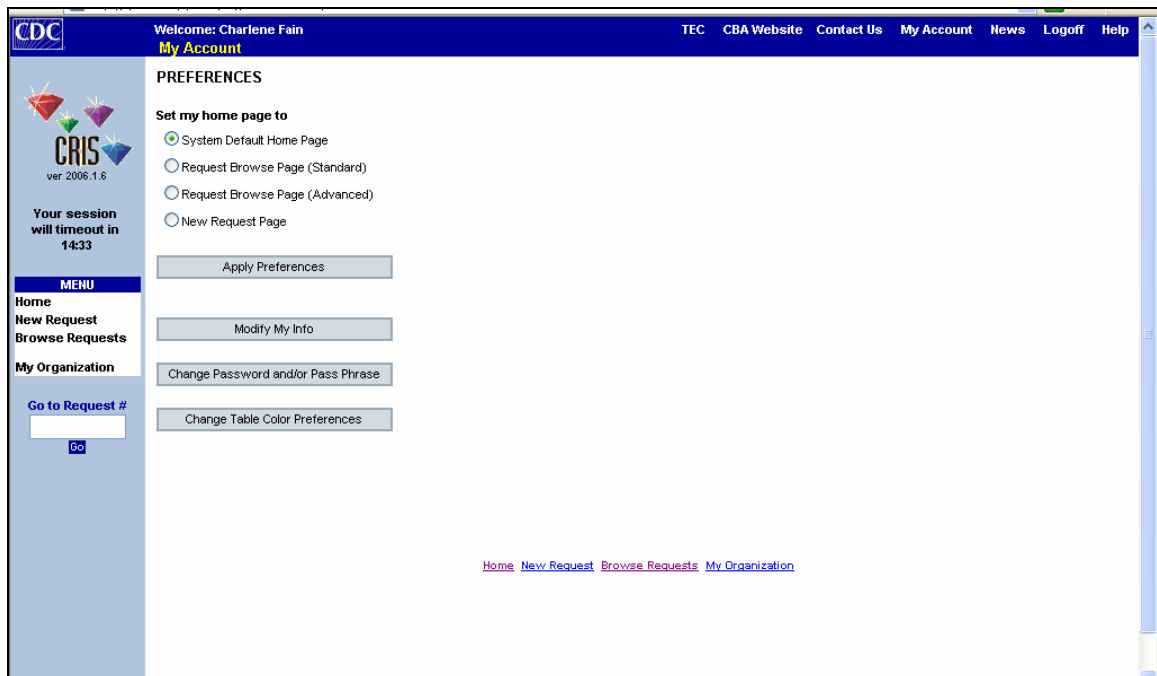 CDC
Welcome: Charlene Fain
TEC CBA Website Contact Us My Account News Logoff Help
My Account
CRIS
ver 2006.1.6
Your session
will timeout in
14:33
MENU
Home
New Request
Browse Requests
My Organization
Go to Request #
Go
PREFERENCES
Set my home page to
System Default Home Page
Request Browse Page (Standard)
Request Browse Page (Advanced)
New Request Page
Apply Preferences
Modify My Info
Change Password and/or Pass Phrase
Change Table Color Preferences
Home New Request Browse Requests My Organization